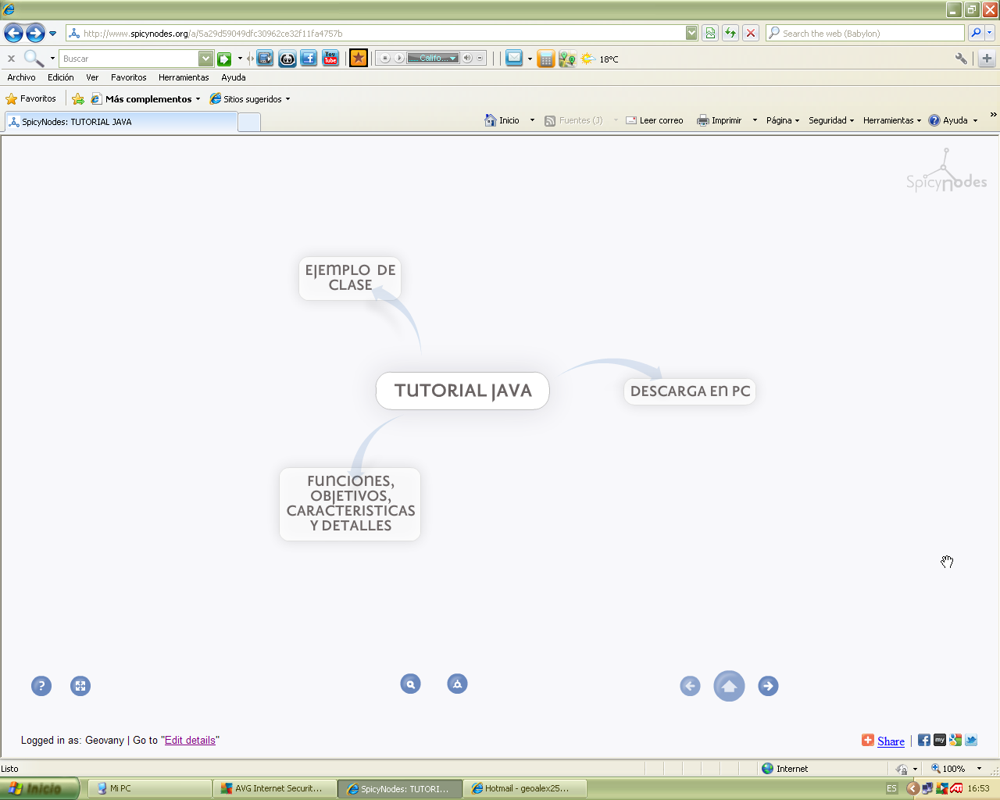 http://www.spicynodes.org/a/5a29d59049dfc30962ce32f11fa4757b
Search the web (Babylon)
x Buscar
You Tube
Califo...
18°C
Archivo Edición Ver Favoritos Herramientas Ayuda
Favoritos Más complementos Sitios sugeridos
SpicyNodes: TUTORIAL JAVA
Inicio Fuentes (J) Leer correo Imprimir Página Seguridad Herramientas Ayuda »
Spicynodes
EJEMPLO DE
CLASE
TUTORIAL JAVA
DESCARGA EN PC
FUNCIONES,
OBJETIVOS,
CARACTERISTICAS
Y DETALLES
?
Logged in as: Geovany | Go to "Edit details"
Share |
my
Listo
Internet
100%
Inicio
Mi PC
AVG Internet Securit...
SpicyNodes: TUTORI...
Hotmail - geoalex25...
ES
16:53